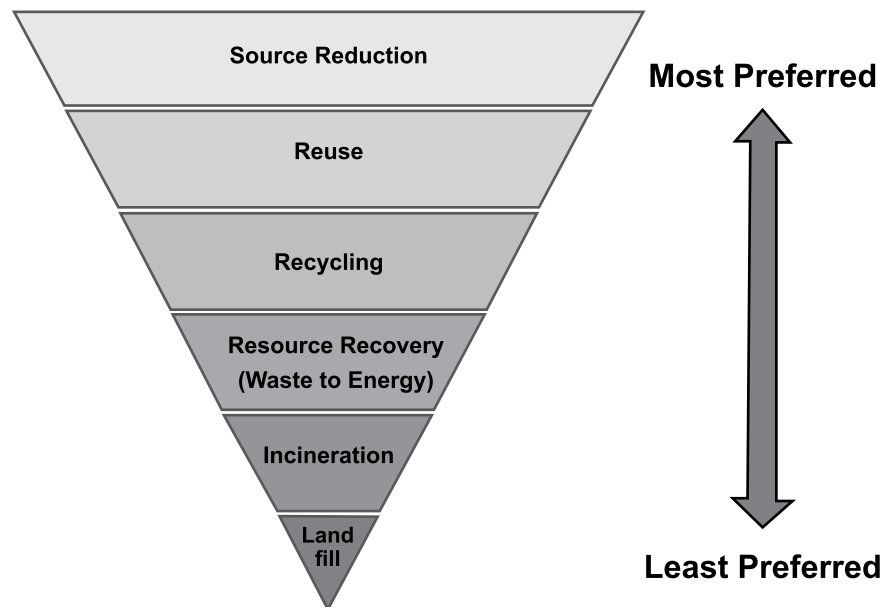 Source Reduction
Most Preferred
Reuse
Recycling
Resource Recovery
(Waste to Energy)
Incineration
Land
fill
Least Preferred